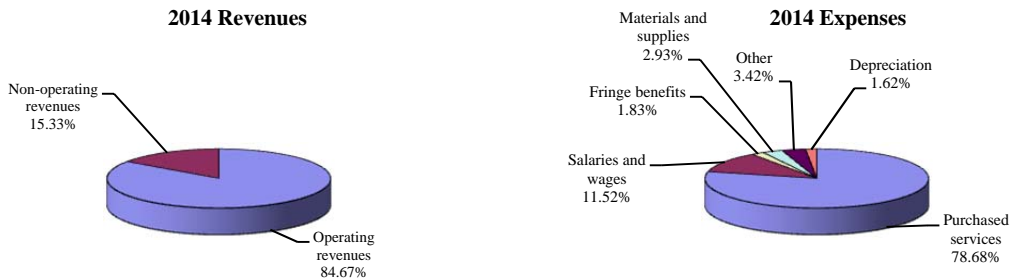 2014 Revenues
Non-operating
revenues
15.33%
Operating
revenues
84.67%
2014 Expenses
Materials and
supplies
2.93%
Other
3.42%
Depreciation
1.62%
Fringe benefits
1.83%
Salaries and
wages
11.52%
Purchased
services
78.68%